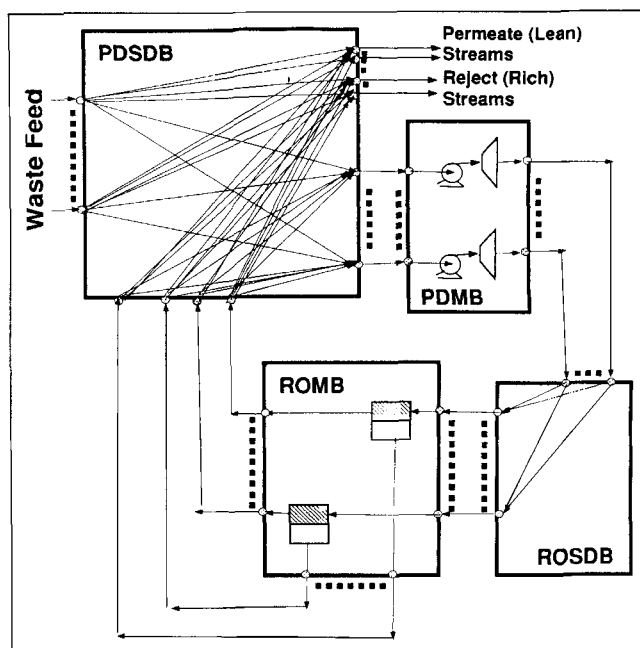 PDSDB
Permeate (Lean)
Streams
Reject (Rich)
Streams
Waste Feed
PDMB
ROMB
ROSDB